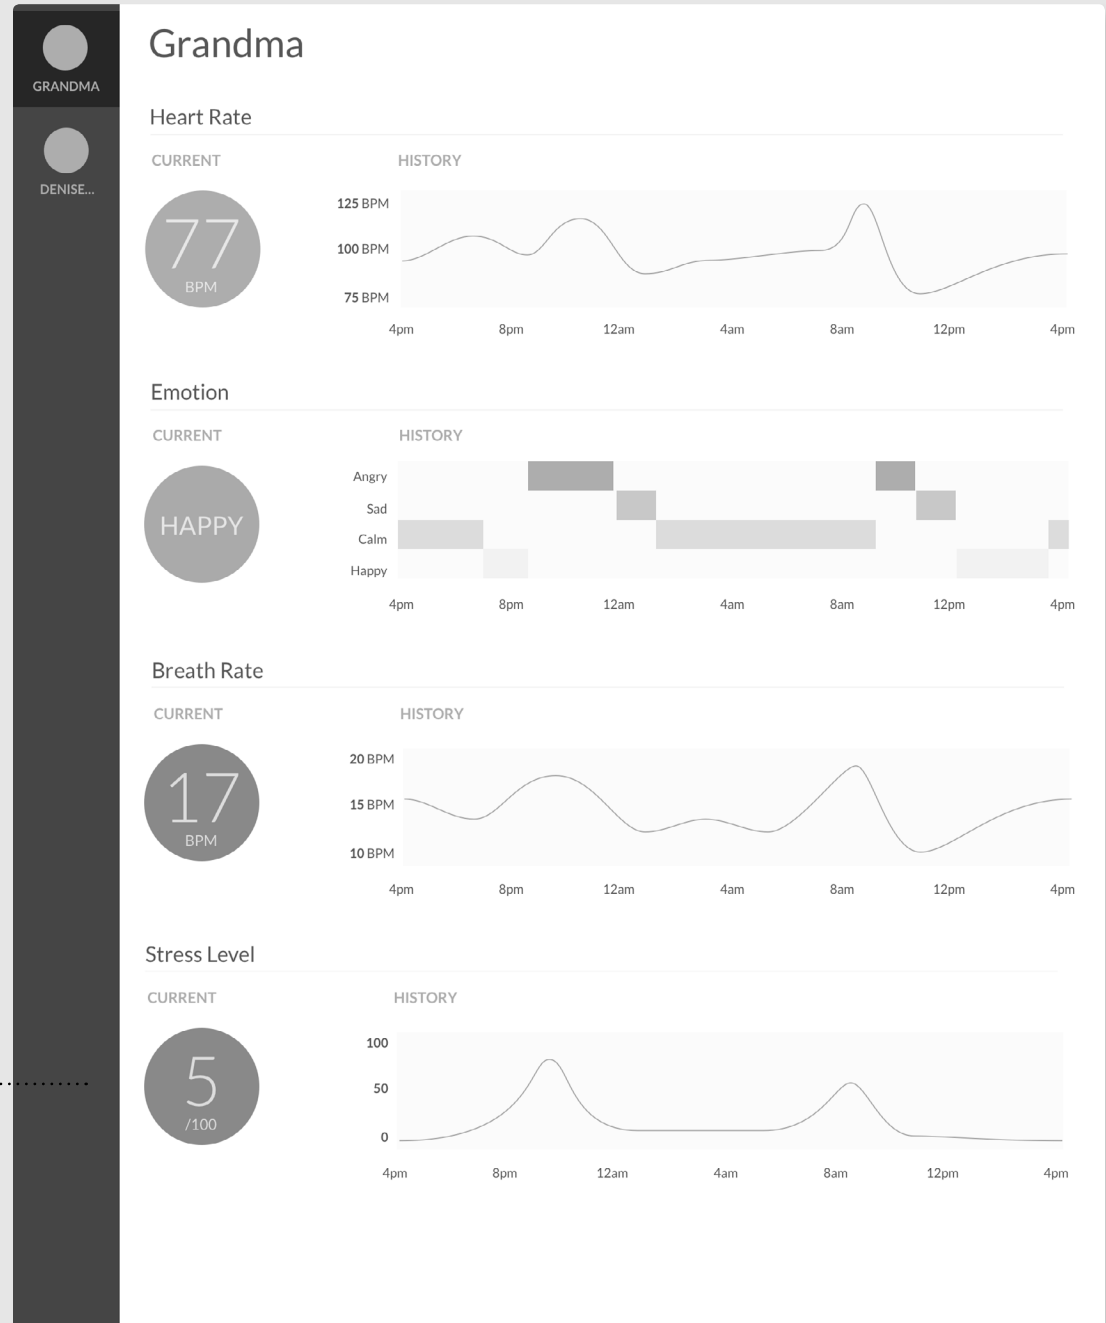 GRANDMA
DENISE...
Grandma
Heart Rate
CURRENT
HISTORY
77
BPM
125 BPM
100 BPM
75 BPM
4pm 8pm 12am 4am 8am 12pm 4pm
Emotion
CURRENT
HISTORY
HAPPY
Angry
Sad
Calm
Happy
4pm 8pm 12am 4am 8am 12pm 4pm
Breath Rate
CURRENT
HISTORY
17
BPM
20 BPM
15 BPM
10 BPM
4pm 8pm 12am 4am 8am 12pm 4pm
Stress Level
CURRENT
HISTORY
5
/100
100
50
0
4pm 8pm 12am 4am 8am 12pm 4pm